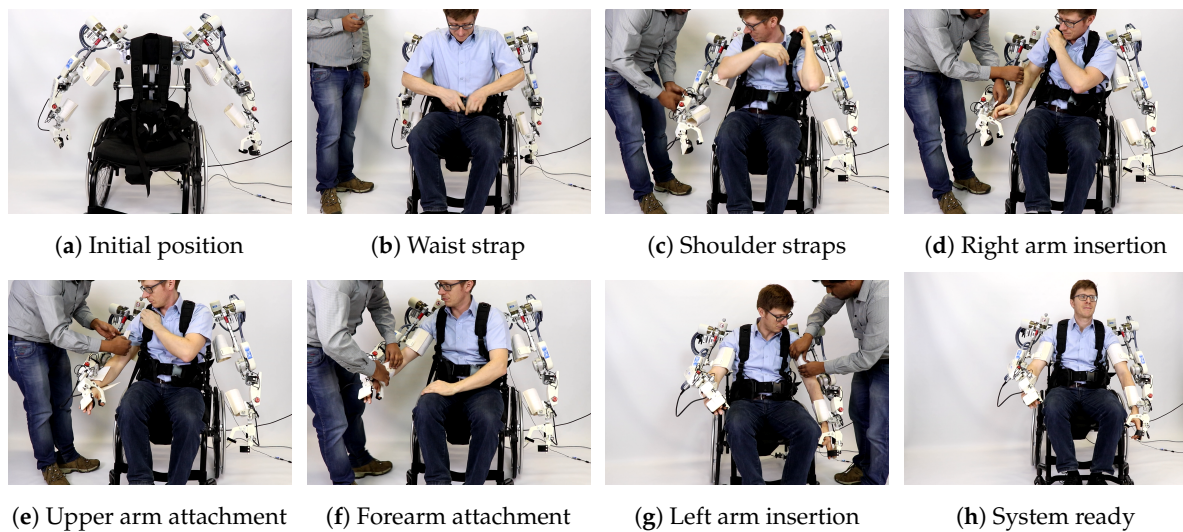 (a) Initial position
(b) Waist strap
(c) Shoulder straps
(d) Right arm insertion
(e) Upper arm attachment
(f) Forearm attachment
(g) Left arm insertion
(h) System ready